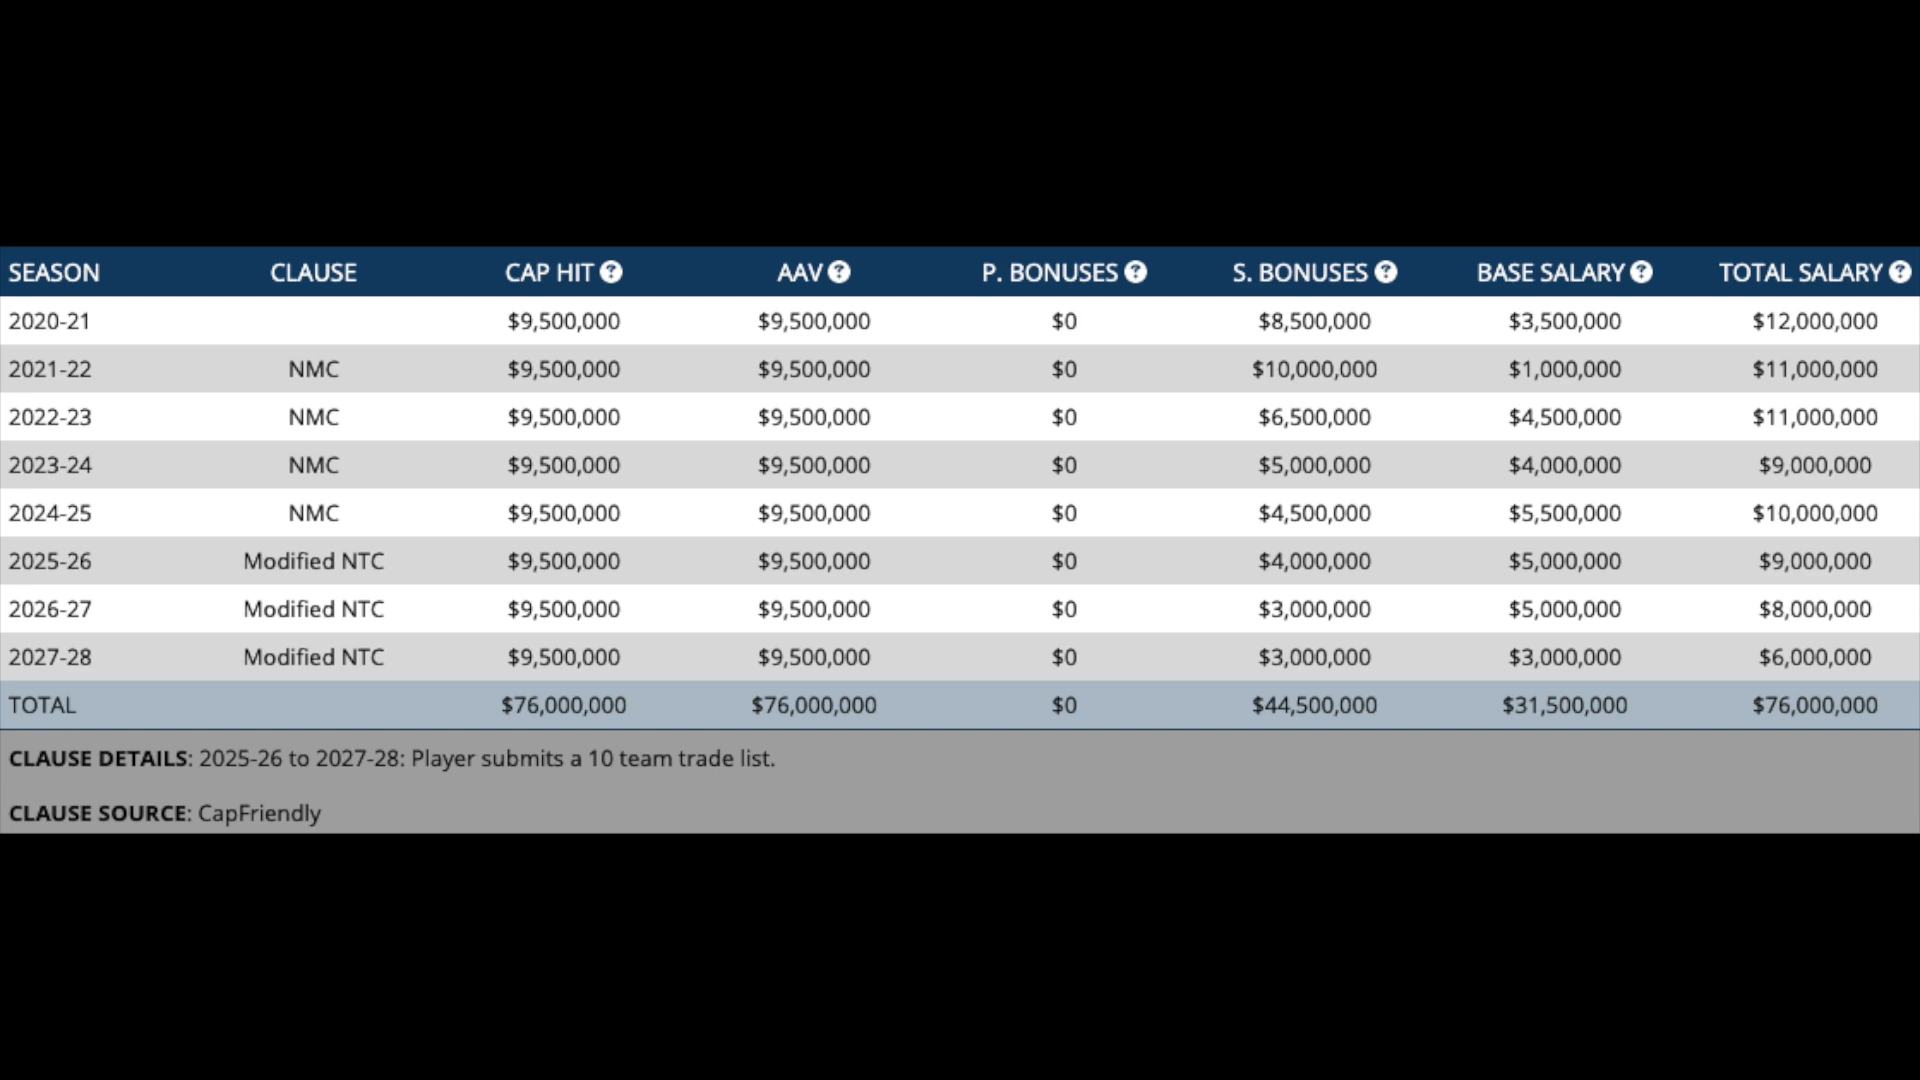 SEASON CLAUSE CAP HIT ? AAV ? P. BONUSES ? S. BONUSES ? BASE SALARY ? TOTAL SALARY ?
2020-21 $9,500,000 $9,500,000 $0 $8,500,000 $3,500,000 $12,000,000
2021-22 NMC $9,500,000 $9,500,000 $0 $10,000,000 $1,000,000 $11,000,000
2022-23 NMC $9,500,000 $9,500,000 $0 $6,500,000 $4,500,000 $11,000,000
2023-24 NMC $9,500,000 $9,500,000 $0 $5,000,000 $4,000,000 $9,000,000
2024-25 NMC $9,500,000 $9,500,000 $0 $4,500,000 $5,500,000 $10,000,000
2025-26 Modified NTC $9,500,000 $9,500,000 $0 $4,000,000 $5,000,000 $9,000,000
2026-27 Modified NTC $9,500,000 $9,500,000 $0 $3,000,000 $5,000,000 $8,000,000
2027-28 Modified NTC $9,500,000 $9,500,000 $0 $3,000,000 $3,000,000 $6,000,000
TOTAL $76,000,000 $76,000,000 $0 $44,500,000 $31,500,000 $76,000,000
CLAUSE DETAILS: 2025-26 to 2027-28: Player submits a 10 team trade list.
CLAUSE SOURCE: CapFriendly